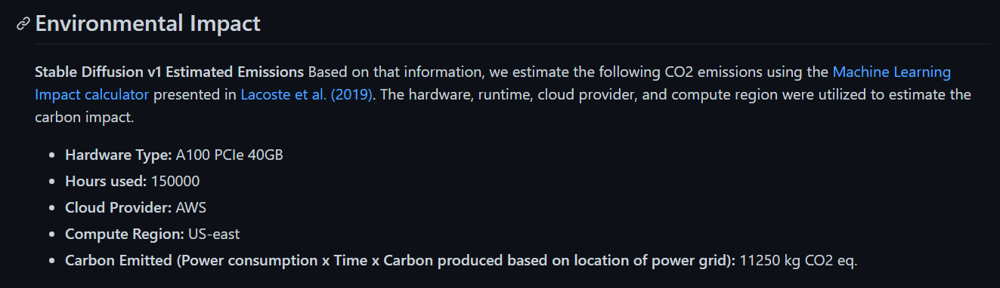 Environmental Impact
Stable Diffusion v1 Estimated Emissions Based on that information, we estimate the following CO2 emissions using the Machine Learning
Impact calculator presented in Lacoste et al. (2019). The hardware, runtime, cloud provider, and compute region were utilized to estimate the
carbon impact.
• Hardware Type: A100 PCIe 40GB
• Hours used: 150000
• Cloud Provider: AWS
• Compute Region: US-east
• Carbon Emitted (Power consumption x Time x Carbon produced based on location of power grid): 11250 kg CO2 eq.